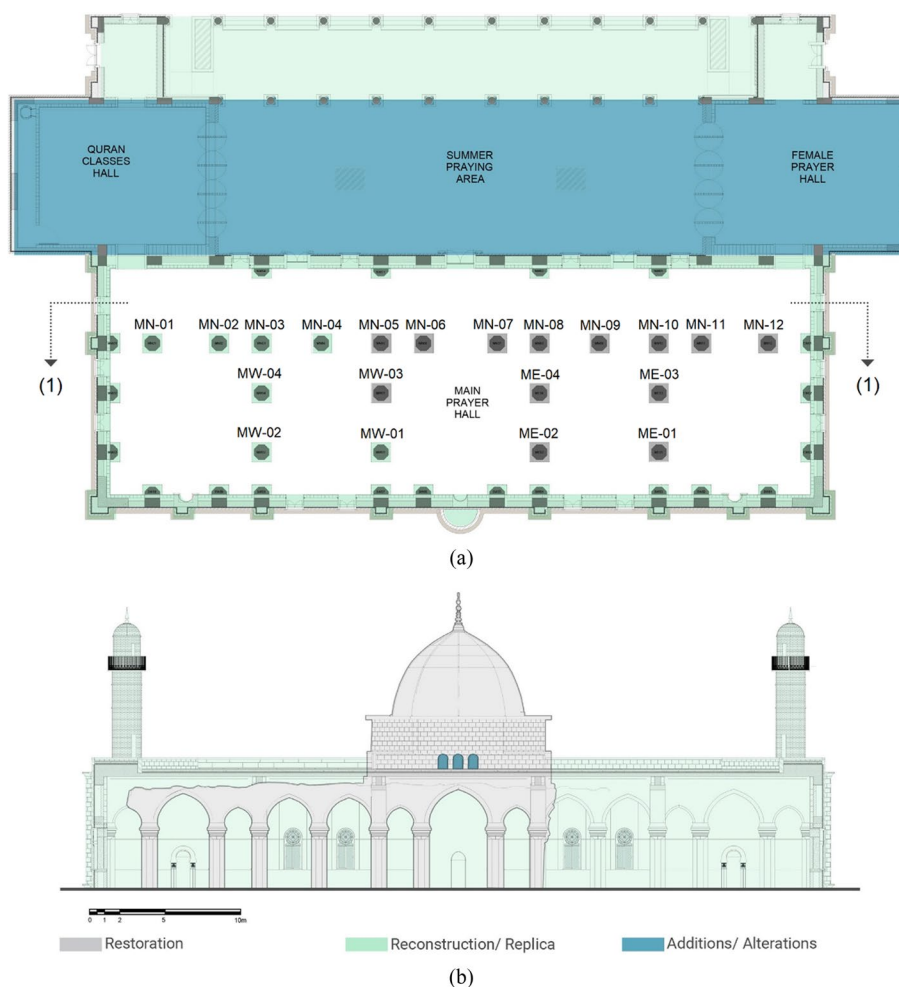 QURAN
CLASSES
HALL
SUMMER
PRAYING
AREA
FEMALE
PRAYER
HALL
MN-01 MN-02 MN-03 MN-04 MN-05 MN-06 MN-07 MN-08 MN-09 MN-10 MN-11 MN-12
(1) (1)
MW-04 MW-03 ME-04 ME-03
MAIN
PRAYER
HALL
MW-02 MW-01 ME-02 ME-01
(a)
0 1 2 5 10m
Restoration Reconstruction/ Replica Additions/ Alterations
(b)